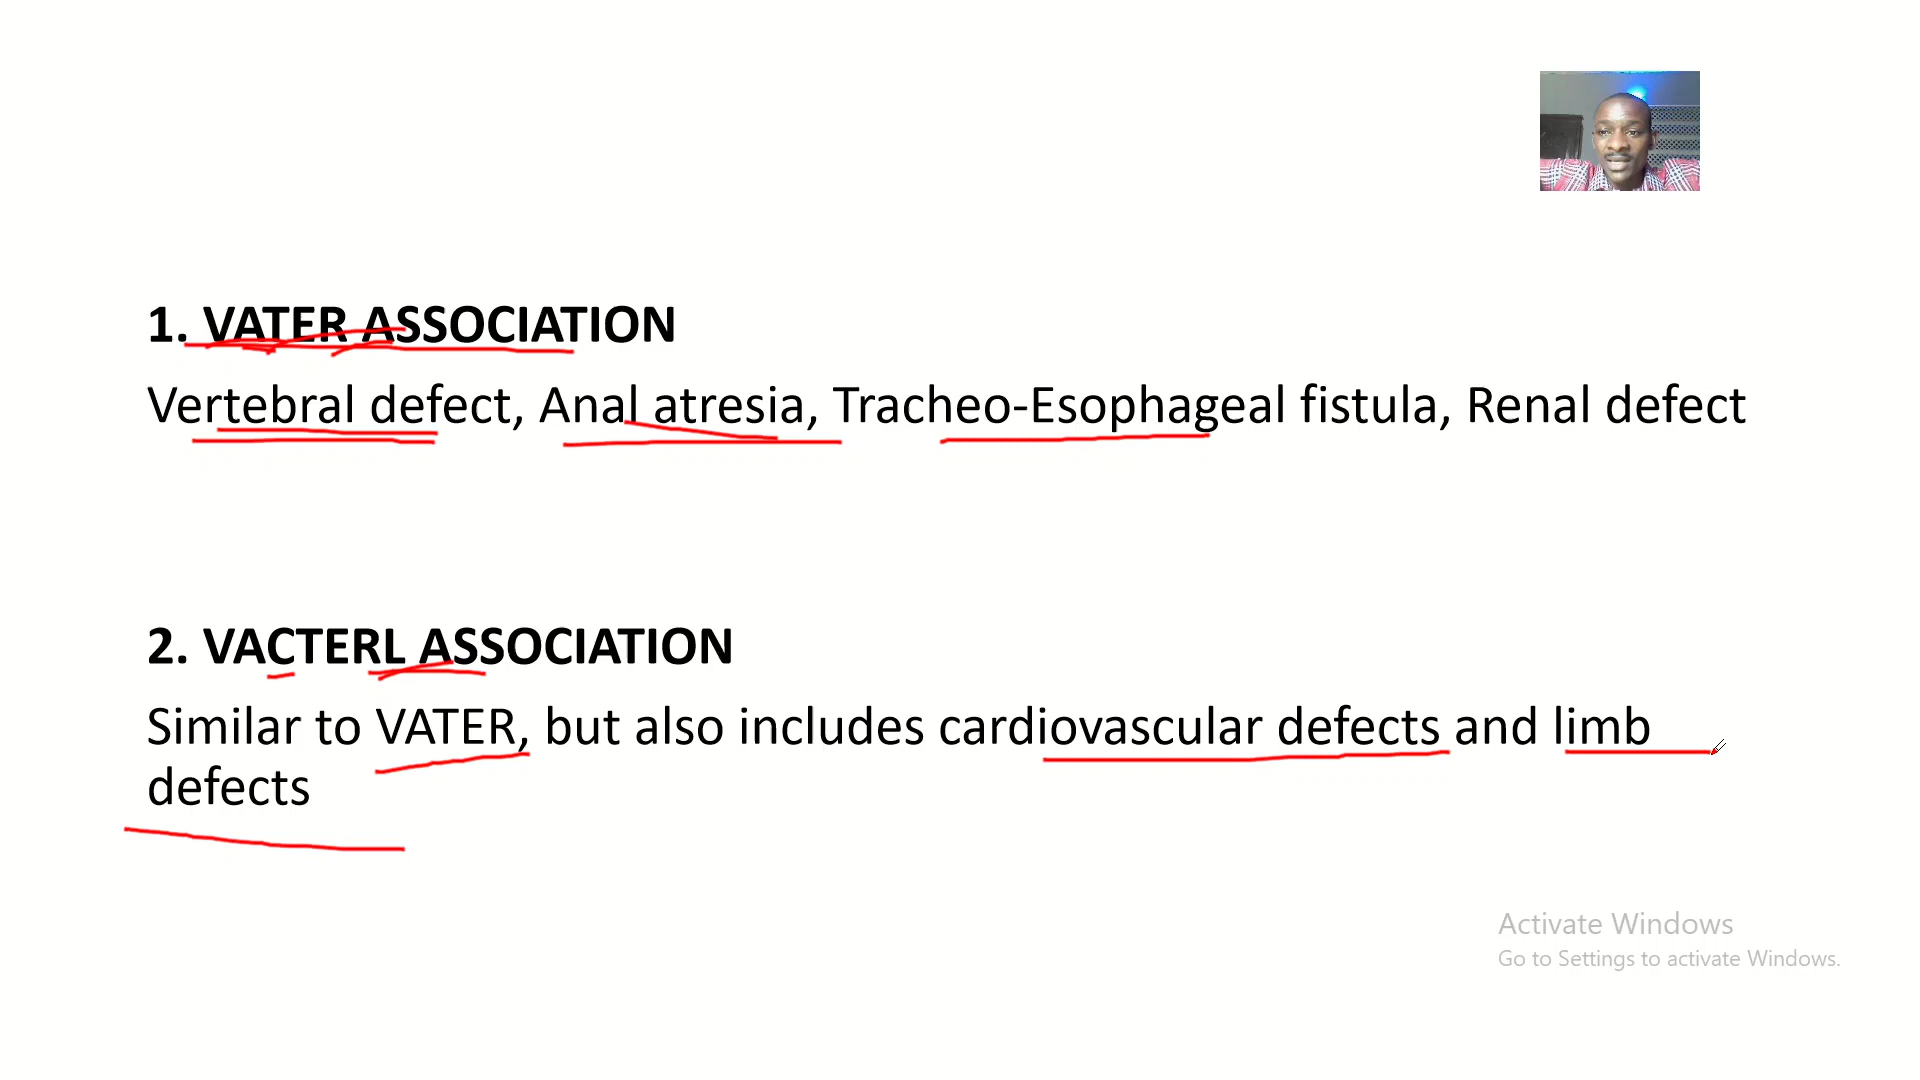 1. VATER ASSOCIATION
Vertebral defect, Anal atresia, Tracheo-Esophageal fistula, Renal defect
2. VACTERL ASSOCIATION
Similar to VATER, but also includes cardiovascular defects and limb
defects
Activate Windows
Go to Settings to activate Windows.